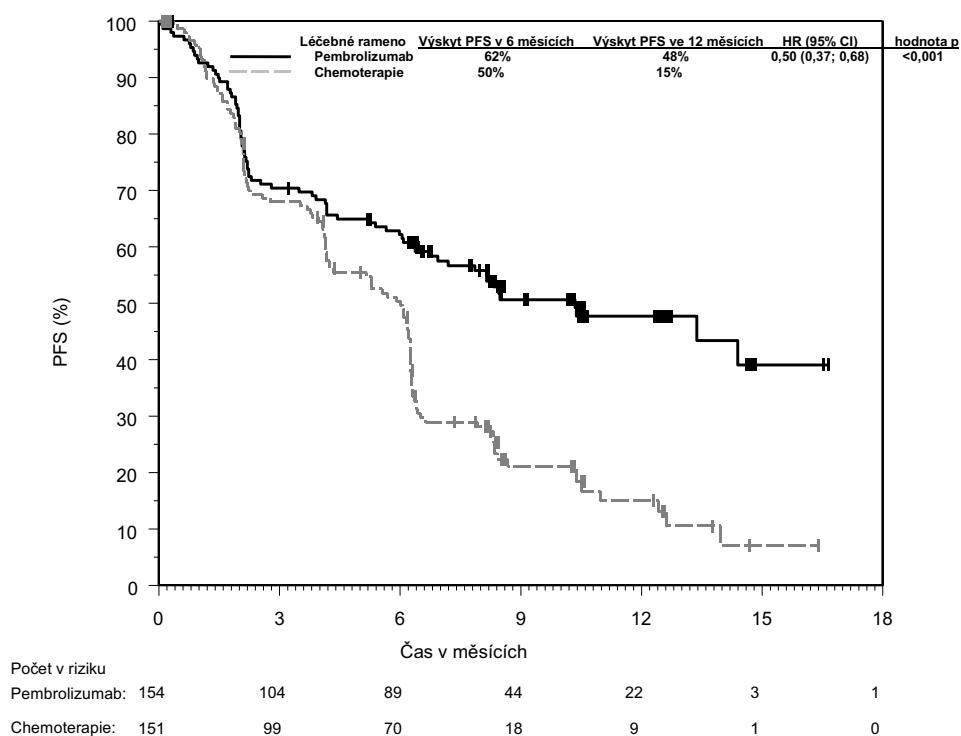 Léčebné rameno Výskyt PFS v 6 měsících Výskyt PFS ve 12 měsících HR (95% CI) hodnota p
Pembrolizumab 62% 48% 0,50 (0,37; 0,68) <0,001
Chemoterapie 50% 15%
100
90
80
70
60
50
40
30
20
10
0
PFS (%)
0 3 6 9 12 15 18
Čas v měsících
Počet v riziku
Pembrolizumab: 154 104 89 44 22 3 1
Chemoterapie: 151 99 70 18 9 1 0